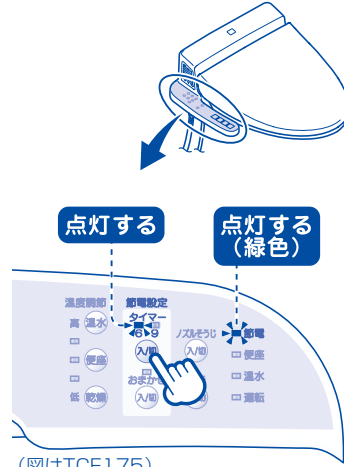 点灯する
点灯する
(緑色)
温度調節
節電設定
タイマー
高
温水
6 9
ノズルそうじ
節電
入/切
入/切
便座
便座
おまかせ
温水
低
乾燥
入/切
運転
(図はTCF175)